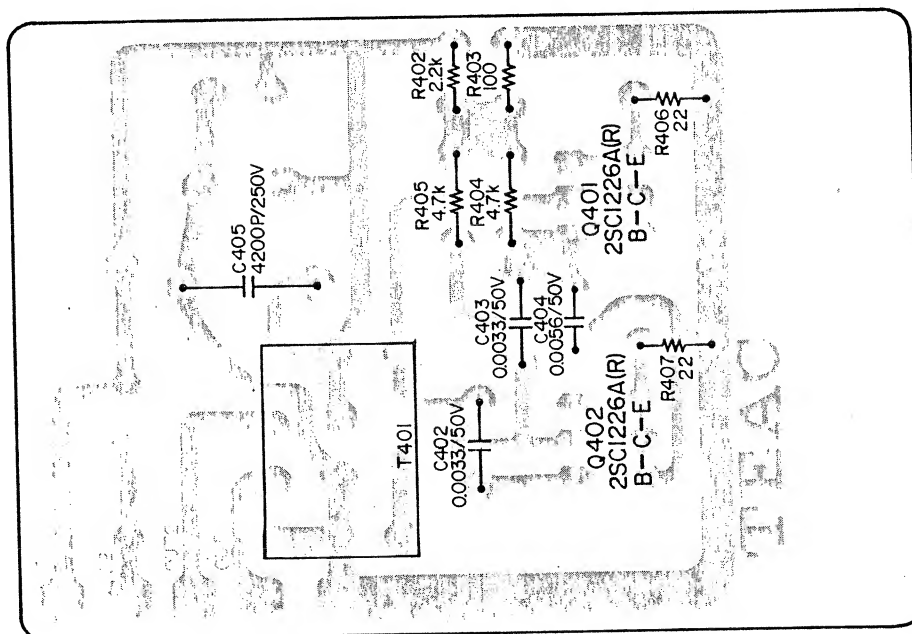 R402
2.2k
R403
100
R405
4.7k
R404
4.7k
R406
22
Q401
2SC1226A(R)
B-C-E
C405
4200P/250V
C403
0.0033/50V
C404
0.0056/50V
R407
22
Q402
2SC1226A(R)
B-C-E
T401
C402
0.0033/50V
TEAC